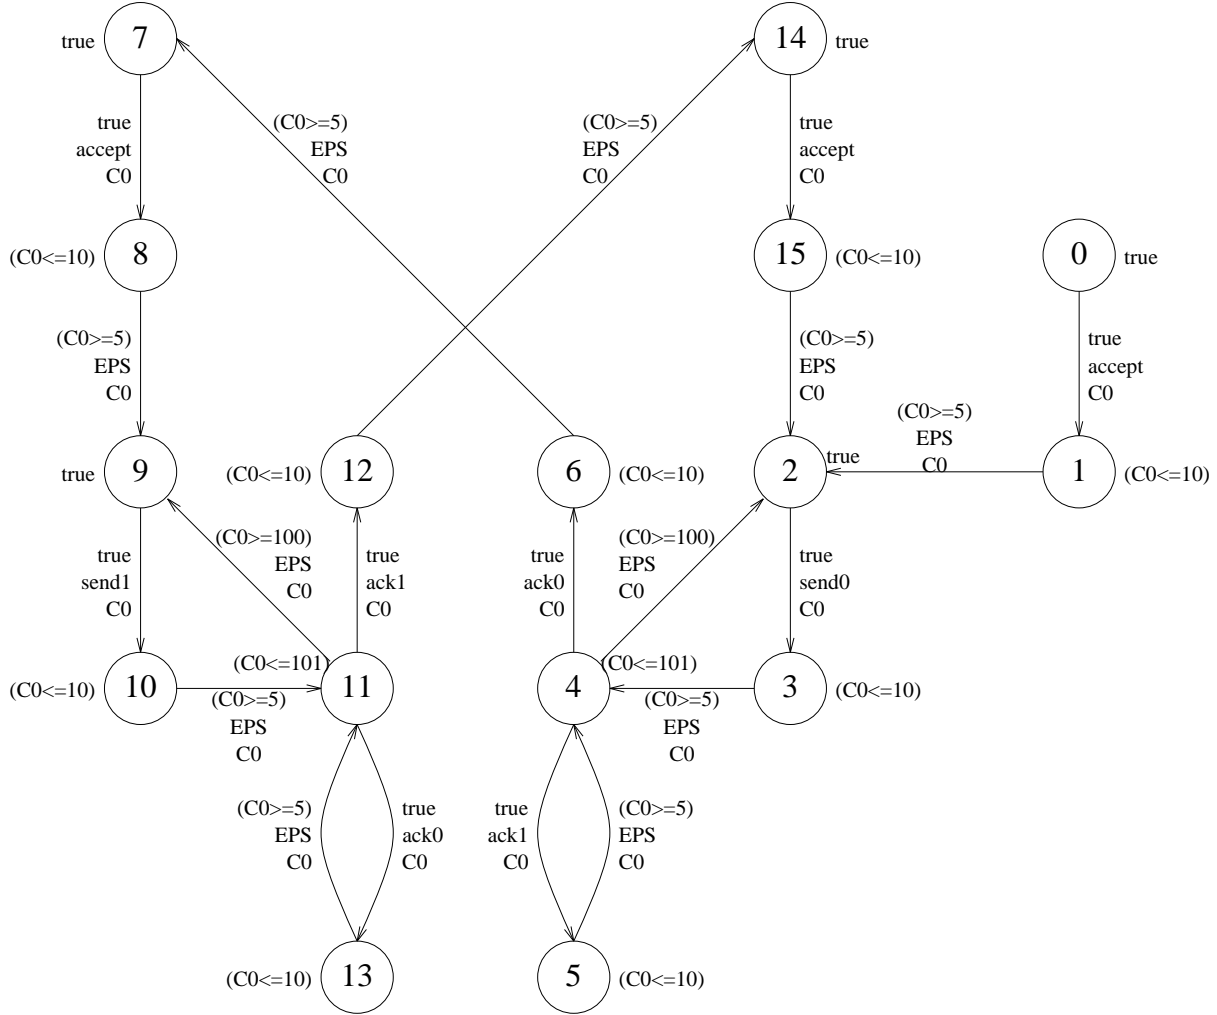 7
true
14
true
true
accept
C0
(C0>=5)
EPS
C0
(C0>=5)
EPS
C0
true
accept
C0
8
(C0<=10)
15
(C0<=10)
0
true
(C0>=5)
EPS
C0
(C0>=5)
EPS
C0
true
accept
C0
(C0>=5)
EPS
C0
9
true
12
(C0<=10)
6
(C0<=10)
2
true
1
(C0<=10)
true
send1
C0
(C0>=100)
EPS
C0
true
ack1
C0
true
ack0
C0
(C0>=100)
EPS
C0
true
send0
C0
10
(C0<=10)
(C0>=5)
EPS
C0
11
(C0<=101)
4
(C0<=101)
(C0>=5)
EPS
C0
3
(C0<=10)
(C0>=5)
EPS
C0
true
ack0
C0
true
ack1
C0
(C0>=5)
EPS
C0
13
(C0<=10)
5
(C0<=10)